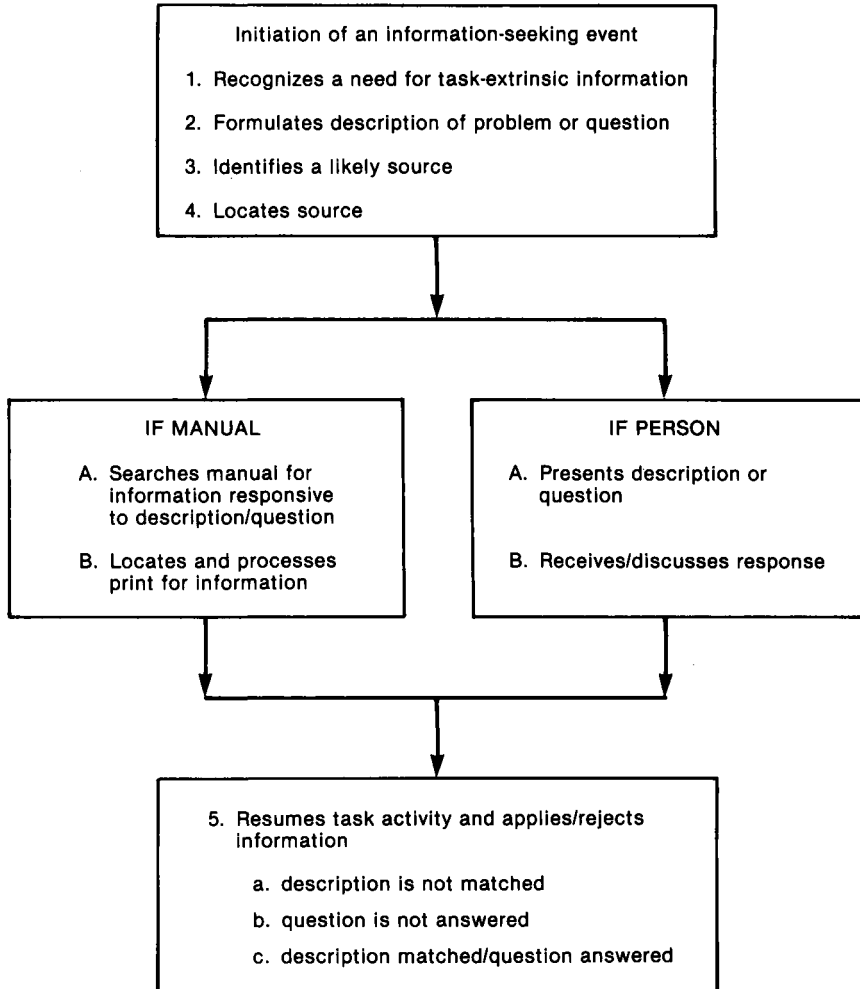 Initiation of an information-seeking event
1. Recognizes a need for task-extrinsic information
2. Formulates description of problem or question
3. Identifies a likely source
4. Locates source
IF MANUAL
A. Searches manual for
information responsive
to description/question
B. Locates and processes
print for information
IF PERSON
A. Presents description or
question
B. Receives/discusses response
5. Resumes task activity and applies/rejects
information
a. description is not matched
b. question is not answered
c. description matched/question answered